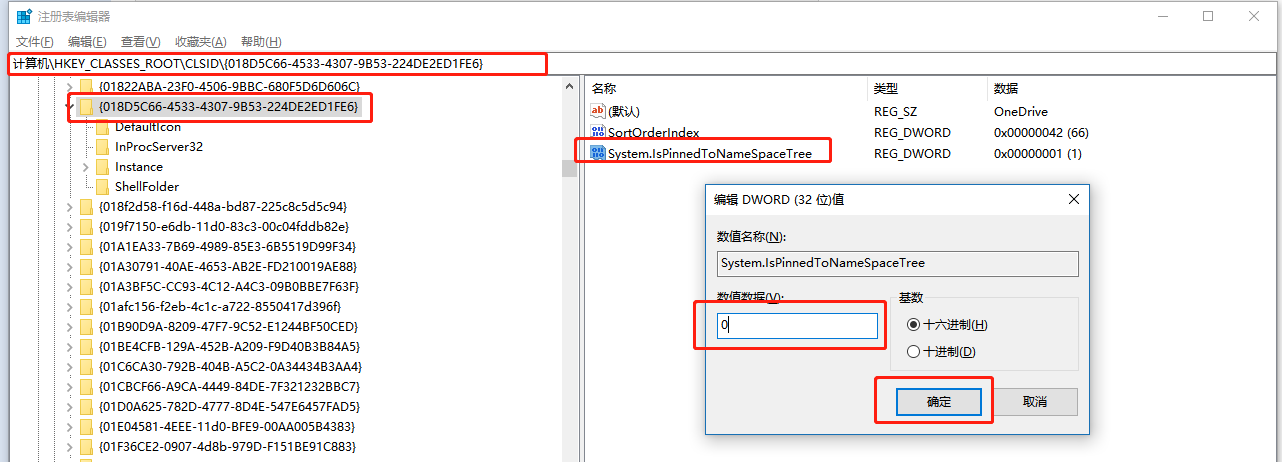 注册表编辑器
文件(F) 编辑(E) 查看(V) 收藏夹(A) 帮助(H)
计算机\HKEY_CLASSES_ROOT\CLSID\{018D5C66-4533-4307-9B53-224DE2ED1FE6}
{01822ABA-23F0-4506-9BBC-680F5D6D606C}
{018D5C66-4533-4307-9B53-224DE2ED1FE6}
DefaultIcon
InProcServer32
Instance
ShellFolder
{018f2d58-f16d-448a-bd87-225c8c5d5c94}
{019f7150-e6db-11d0-83c3-00c04fddb82e}
{01A1EA33-7B69-4989-85E3-6B5519D99F34}
{01A30791-40AE-4653-AB2E-FD210019AE88}
{01A3BF5C-CC93-4C12-A4C3-09B0BBE7F63F}
{01afc156-f2eb-4c1c-a722-8550417d396f}
{01B90D9A-8209-47F7-9C52-E1244BF50CED}
{01BE4CFB-129A-452B-A209-F9D40B3B84A5}
{01C6CA30-792B-404B-A5C2-0A34434B3AA4}
{01CBCF66-A9CA-4449-84DE-7F321232BBC7}
{01D0A625-782D-4777-8D4E-547E6457FAD5}
{01E04581-4EEE-11d0-BFE9-00AA005B4383}
{01F36CE2-0907-4d8b-979D-F151BE91C883}
名称 类型 数据
(默认) REG_SZ OneDrive
SortOrderIndex REG_DWORD 0x00000042 (66)
System.IsPinnedToNameSpaceTree REG_DWORD 0x00000001 (1)
编辑 DWORD (32 位)值
数值名称(N):
System.IsPinnedToNameSpaceTree
数值数据(V):
0
基数
十六进制(H)
十进制(D)
确定 取消